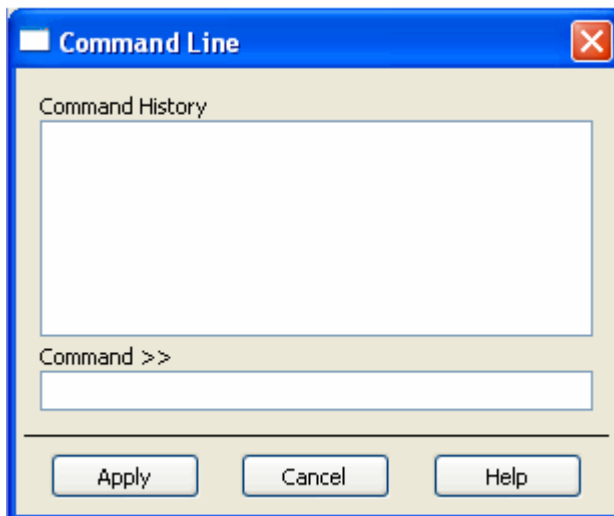 Command Line
Command History
Command >>
Apply Cancel Help